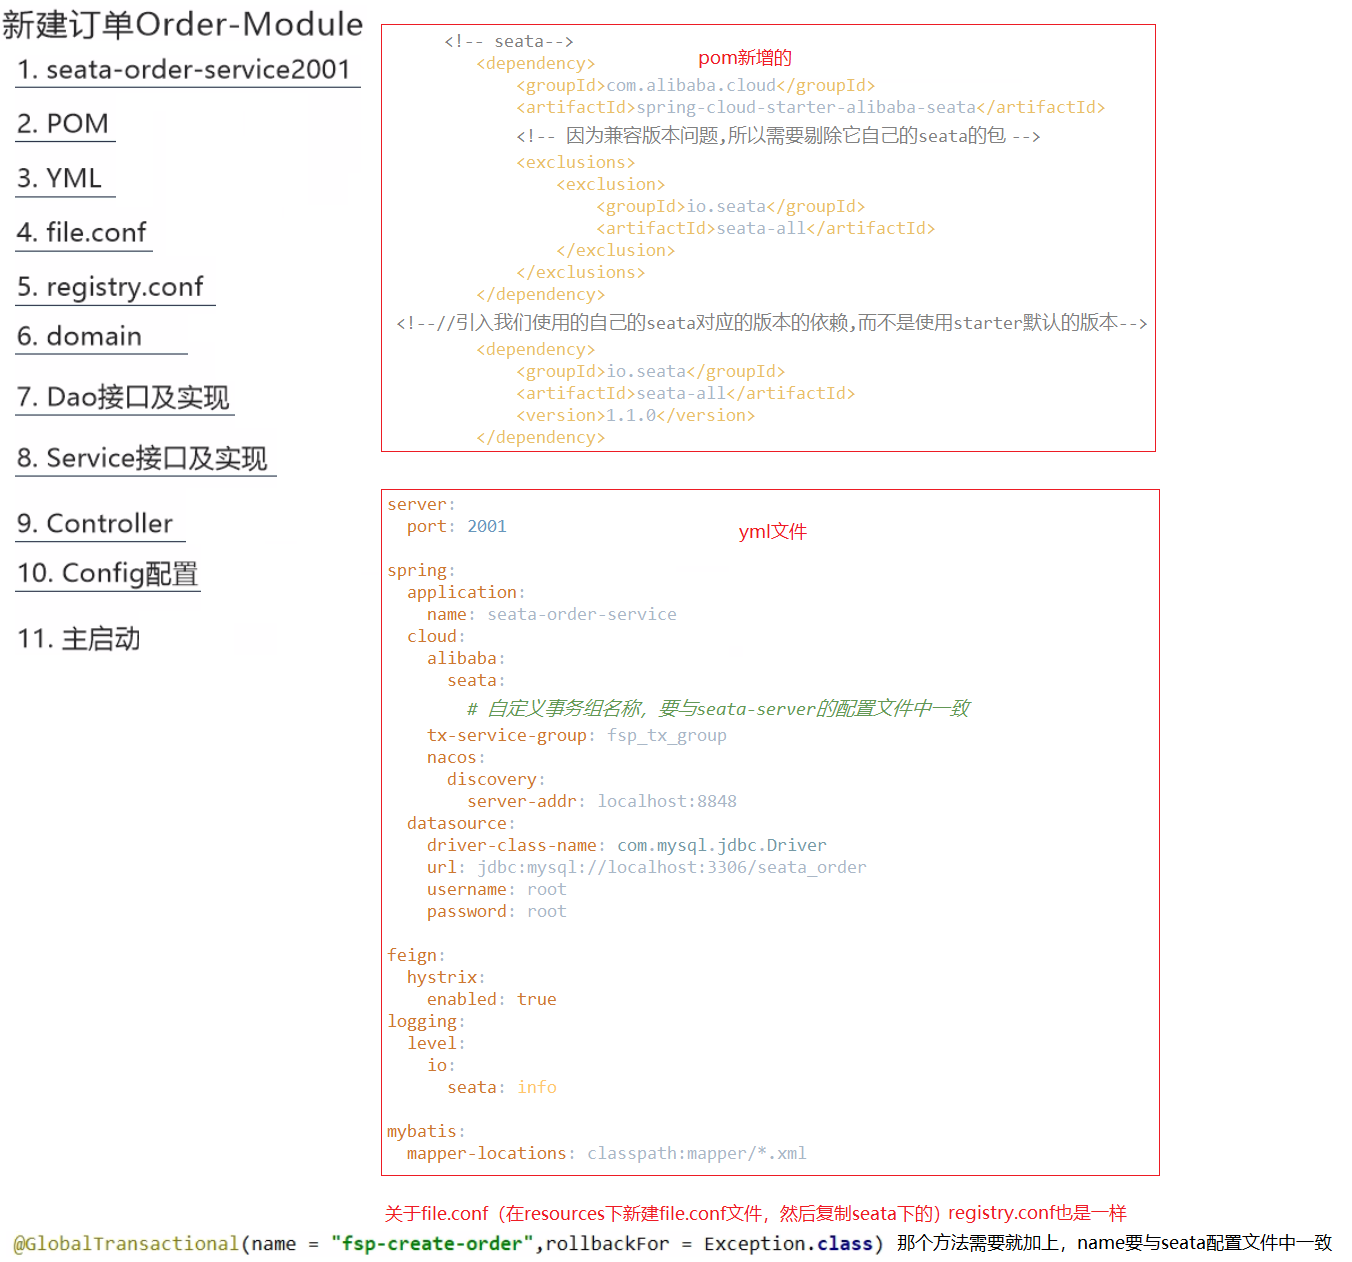 新建订单Order-Module
1. seata-order-service2001
2. POM
3. YML
4. file.conf
5. registry.conf
6. domain
7. Dao接口及实现
8. Service接口及实现
9. Controller
10. Config配置
11. 主启动
<!-- seata-->
pom新增的
<dependency>
<groupId>com.alibaba.cloud</groupId>
<artifactId>spring-cloud-starter-alibaba-seata</artifactId>
<!-- 因为兼容版本问题,所以需要剔除它自己的seata的包 -->
<exclusions>
<exclusion>
<groupId>io.seata</groupId>
<artifactId>seata-all</artifactId>
</exclusion>
</exclusions>
</dependency>
<!--//引入我们使用的自己的seata对应的版本的依赖,而不是使用starter默认的版本-->
<dependency>
<groupId>io.seata</groupId>
<artifactId>seata-all</artifactId>
<version>1.1.0</version>
</dependency>
server:
port: 2001
yml文件
spring:
application:
name: seata-order-service
cloud:
alibaba:
seata:
# 自定义事务组名称，要与seata-server的配置文件中一致
tx-service-group: fsp_tx_group
nacos:
discovery:
server-addr: localhost:8848
datasource:
driver-class-name: com.mysql.jdbc.Driver
url: jdbc:mysql://localhost:3306/seata_order
username: root
password: root
feign:
hystrix:
enabled: true
logging:
level:
io:
seata: info
mybatis:
mapper-locations: classpath:mapper/*.xml
关于file.conf（在resources下新建file.conf文件，然后复制seata下的）registry.conf也是一样
@GlobalTransactional(name = "fsp-create-order",rollbackFor = Exception.class) 那个方法需要就加上，name要与seata配置文件中一致